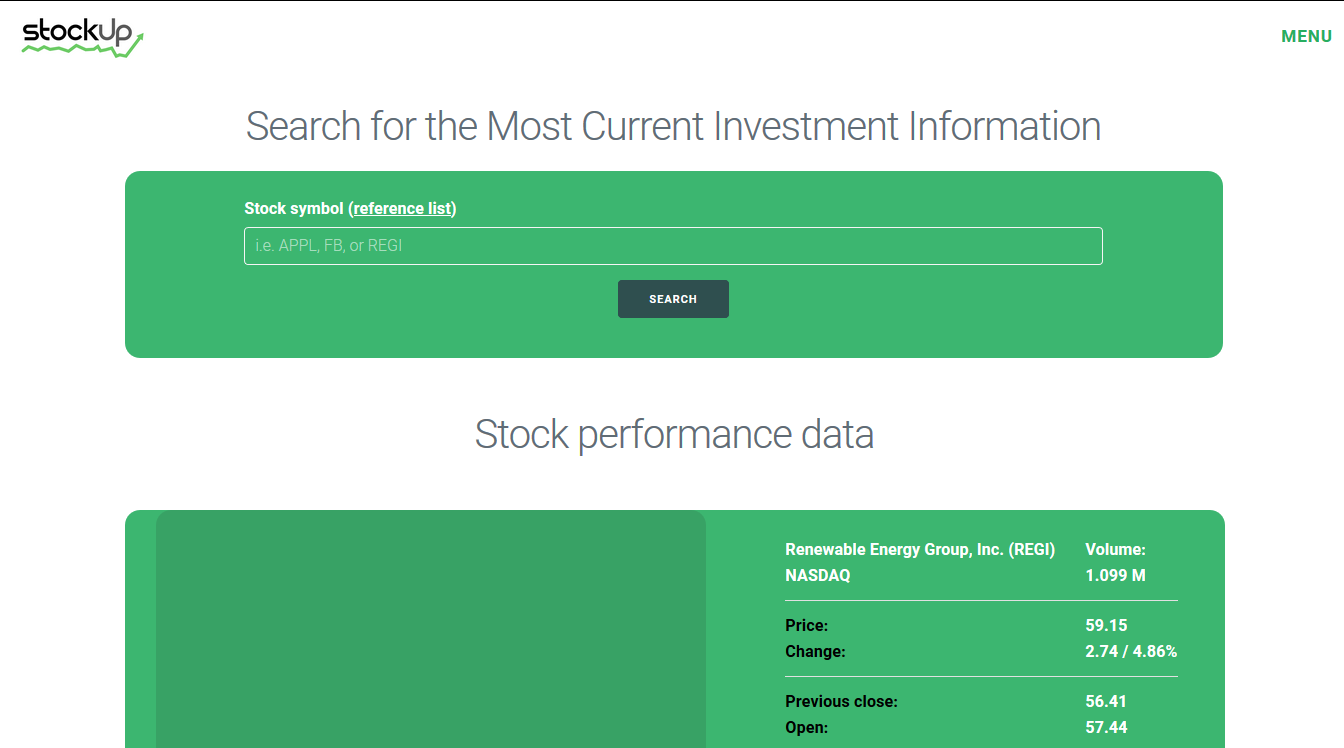 stockUp
MENU
Search for the Most Current Investment Information
Stock symbol (reference list)
i.e. APPL, FB, or REGI
SEARCH
Stock performance data
Renewable Energy Group, Inc. (REGI) Volume:
NASDAQ 1.099 M
Price: 59.15
Change: 2.74 / 4.86%
Previous close: 56.41
Open: 57.44